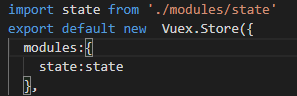 import state from './modules/state'
export default new  Vuex.Store({
  modules:{
    state:state
  },